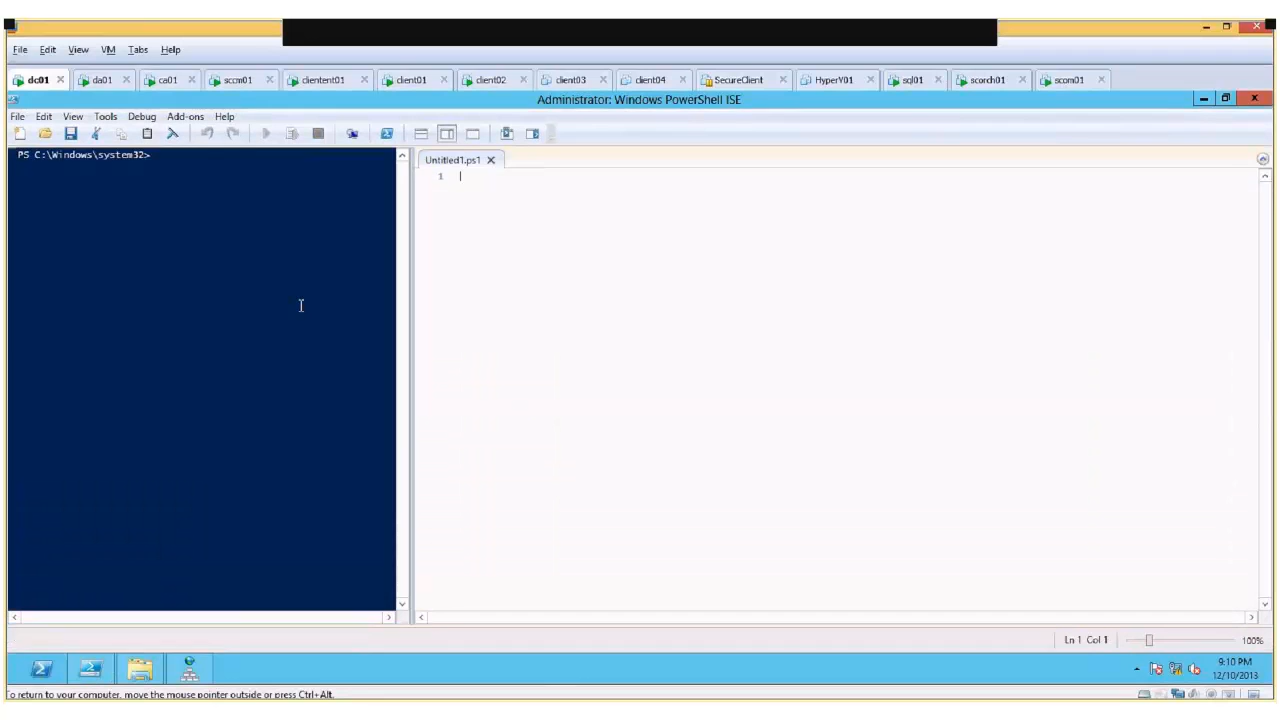 File Edit View VM Tabs Help
dc01 da01 ca01 sccm01 clientent01 client01 client02 client03 client04 SecureClient HyperV01 sql01 scorch01 scom01
Administrator: Windows PowerShell ISE
File Edit View Tools Debug Add-ons Help
PS C:\Windows\system32>
Untitled1.ps1
1
Ln 1 Col 1 100%
9:10 PM
12/10/2013
To return to your computer, move the mouse pointer outside or press Ctrl+Alt.